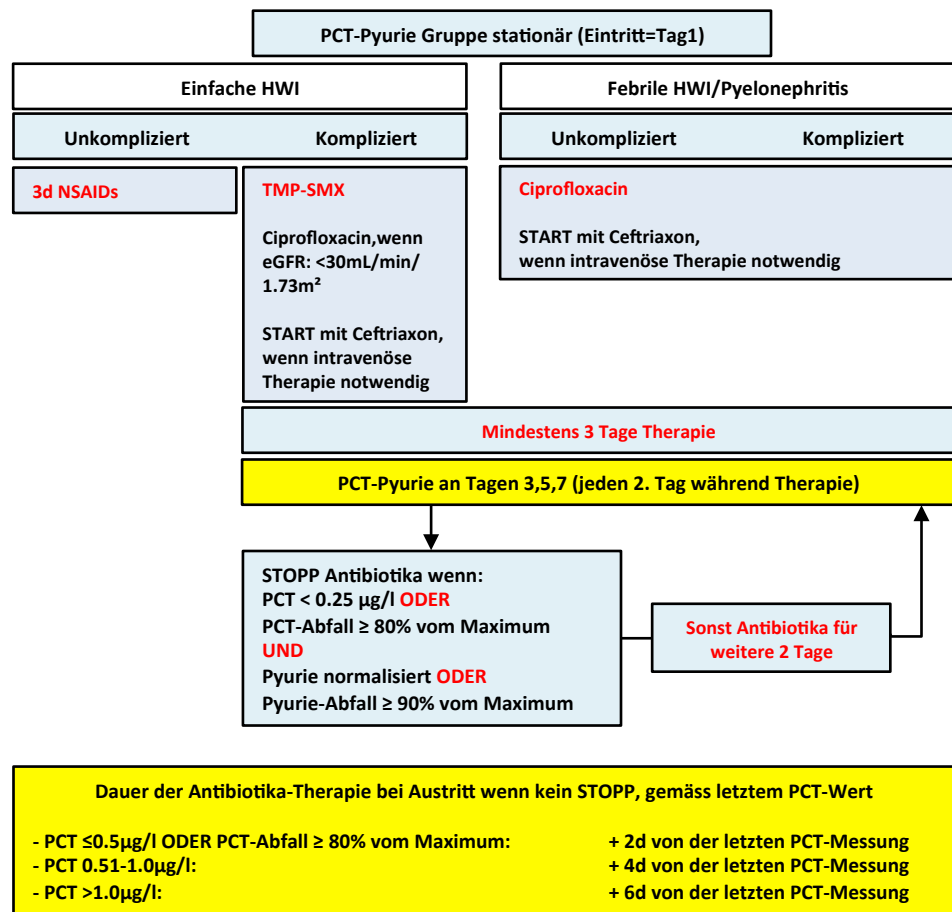 PCT-Pyurie Gruppe stationär (Eintritt=Tag1)
Einfache HWI
Febrile HWI/Pyelonephritis
Unkompliziert
Kompliziert
Unkompliziert
Kompliziert
3d NSAIDs
TMP-SMX
Ciprofloxacin,wenn
eGFR: <30mL/min/
1.73m²
START mit Ceftriaxon,
wenn intravenöse
Therapie notwendig
Ciprofloxacin
START mit Ceftriaxon,
wenn intravenöse Therapie notwendig
Mindestens 3 Tage Therapie
PCT-Pyurie an Tagen 3,5,7 (jeden 2. Tag während Therapie)
STOPP Antibiotika wenn:
PCT < 0.25 µg/l ODER
PCT-Abfall ≥ 80% vom Maximum
UND
Pyurie normalisiert ODER
Pyurie-Abfall ≥ 90% vom Maximum
Sonst Antibiotika für
weitere 2 Tage
Dauer der Antibiotika-Therapie bei Austritt wenn kein STOPP, gemäss letztem PCT-Wert
- PCT ≤0.5µg/l ODER PCT-Abfall ≥ 80% vom Maximum: + 2d von der letzten PCT-Messung
- PCT 0.51-1.0µg/l: + 4d von der letzten PCT-Messung
- PCT >1.0µg/l: + 6d von der letzten PCT-Messung